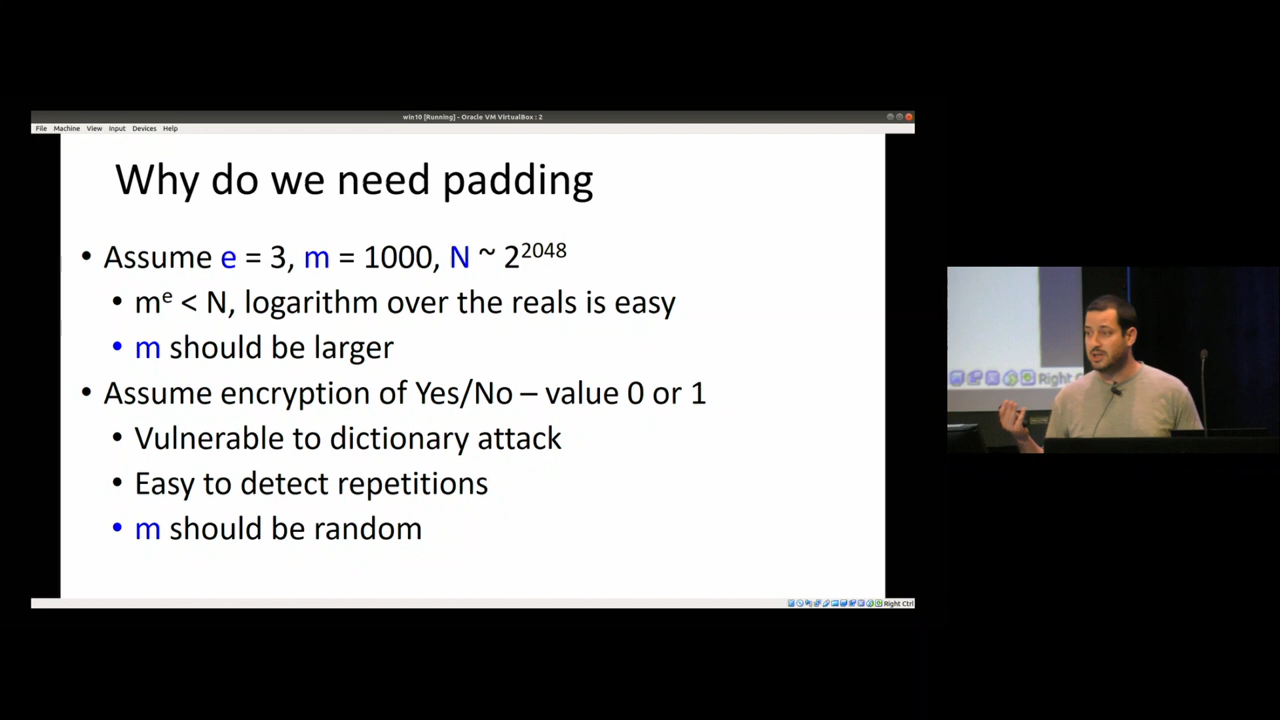 win10 [Running] - Oracle VM VirtualBox : 2
File Machine View Input Devices Help
Why do we need padding
• Assume e = 3, m = 1000, N ~ 2²⁰⁴⁸
• mᵉ < N, logarithm over the reals is easy
• m should be larger
• Assume encryption of Yes/No – value 0 or 1
• Vulnerable to dictionary attack
• Easy to detect repetitions
• m should be random
Right Ctrl
Right C